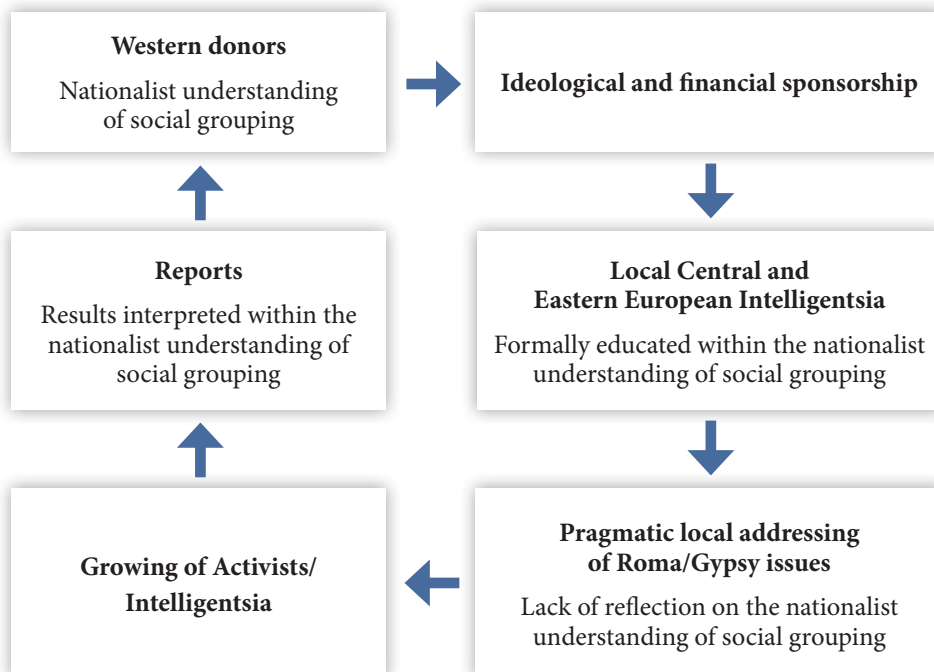 Western donors
Nationalist understanding
of social grouping
Ideological and financial sponsorship
Local Central and
Eastern European Intelligentsia
Formally educated within the nationalist
understanding of social grouping
Pragmatic local addressing
of Roma/Gypsy issues
Lack of reflection on the nationalist
understanding of social grouping
Growing of Activists/
Intelligentsia
Reports
Results interpreted within the
nationalist understanding of
social grouping